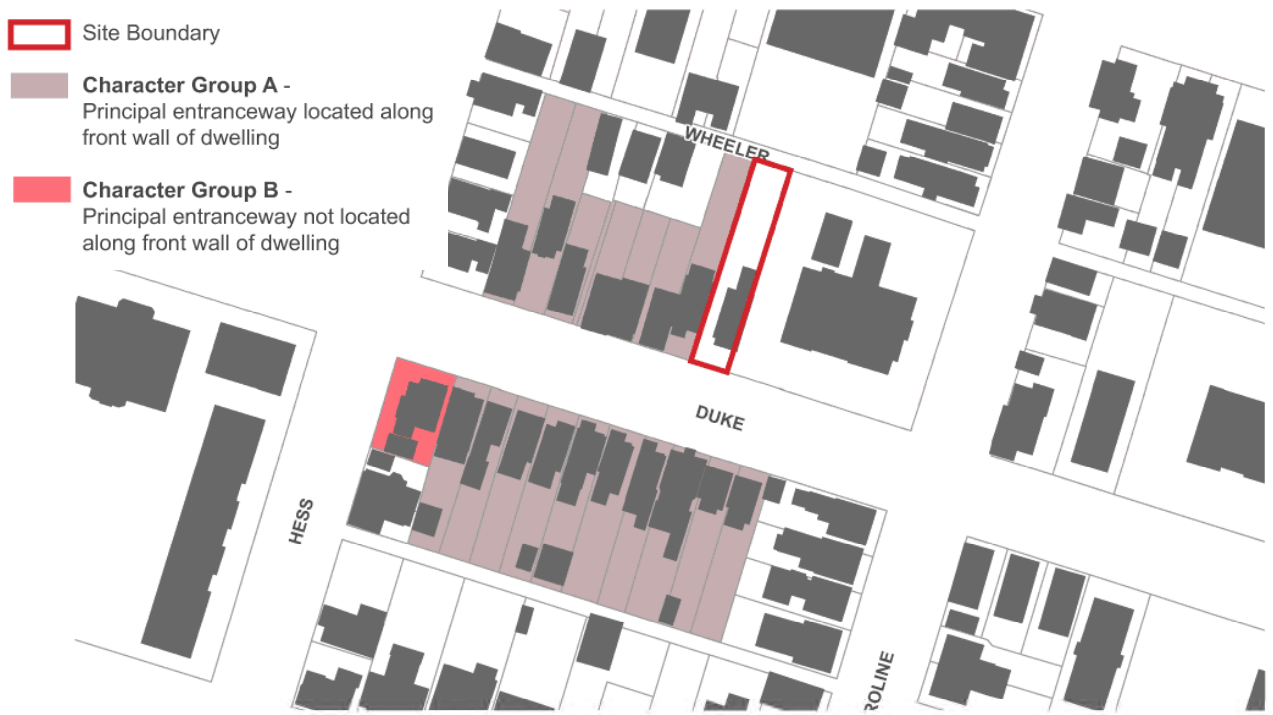 Site Boundary
Character Group A -
Principal entranceway located along
front wall of dwelling
Character Group B -
Principal entranceway not located
along front wall of dwelling
WHEELER
DUKE
HESS
ROLINE